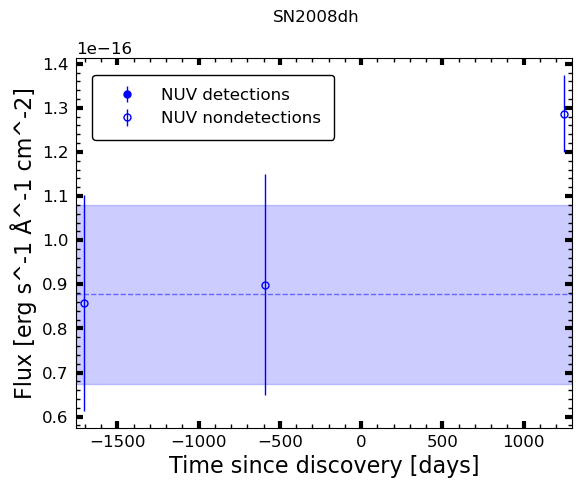 SN2008dh
1e−16
1.4
1.3
1.2
1.1
1.0
0.9
0.8
0.7
0.6
Flux [erg s^-1 Å^-1 cm^-2]
NUV detections
NUV nondetections
−1500 −1000 −500 0 500 1000
Time since discovery [days]